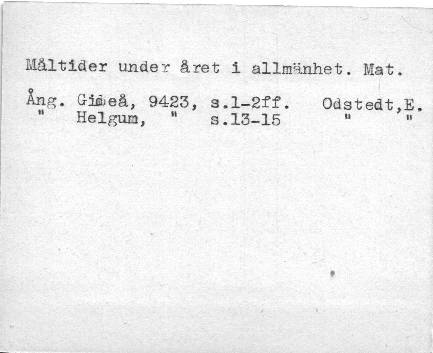 Måltider under året i allmänhet. Mat.
Ång. Gideå, 9423, s.1-2ff. Odstedt,E.
" Helgum, " s.13-15 " "